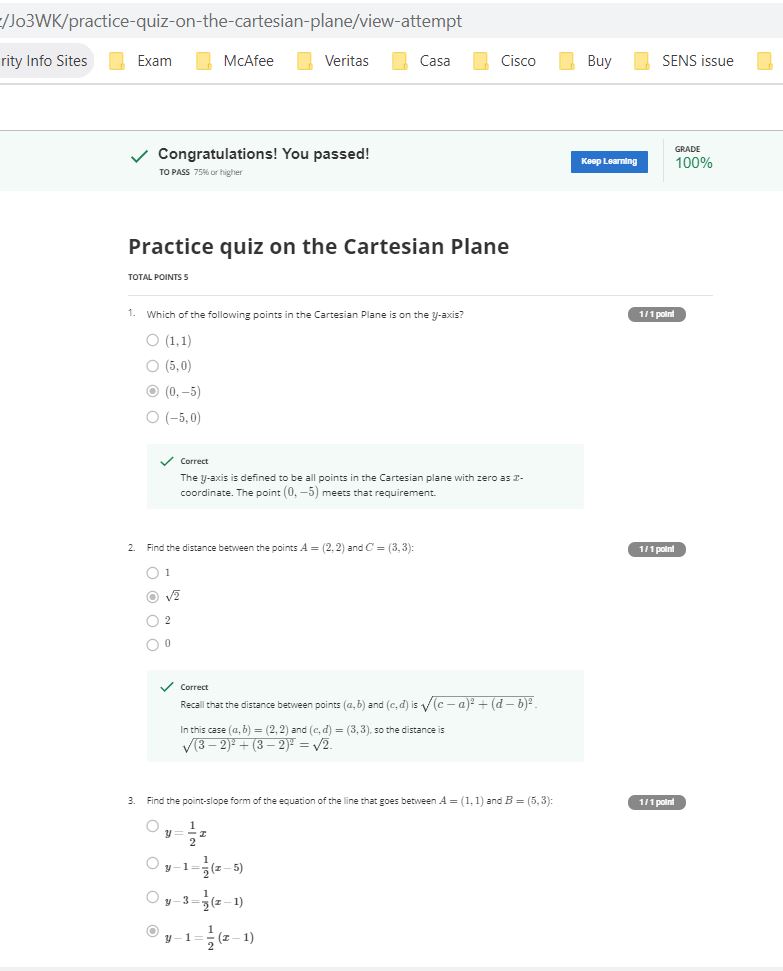 z/Jo3WK/practice-quiz-on-the-cartesian-plane/view-attempt
rity Info Sites Exam McAfee Veritas Casa Cisco Buy SENS issue
Congratulations! You passed!
TO PASS 75% or higher
Keep Learning
GRADE
100%
Practice quiz on the Cartesian Plane
TOTAL POINTS 5
1. Which of the following points in the Cartesian Plane is on the y-axis?
1 / 1 point
(1, 1)
(5, 0)
(0, −5)
(−5, 0)
Correct
The y-axis is defined to be all points in the Cartesian plane with zero as x-
coordinate. The point (0, −5) meets that requirement.
2. Find the distance between the points A = (2, 2) and C = (3, 3):
1 / 1 point
1
√2
2
0
Correct
Recall that the distance between points (a, b) and (c, d) is √(c − a)² + (d − b)².
In this case (a, b) = (2, 2) and (c, d) = (3, 3), so the distance is
√(3 − 2)² + (3 − 2)² = √2.
3. Find the point-slope form of the equation of the line that goes between A = (1, 1) and B = (5, 3):
1 / 1 point
y = 1/2 x
y − 1 = 1/2 (x − 5)
y − 3 = 1/2 (x − 1)
y − 1 = 1/2 (x − 1)